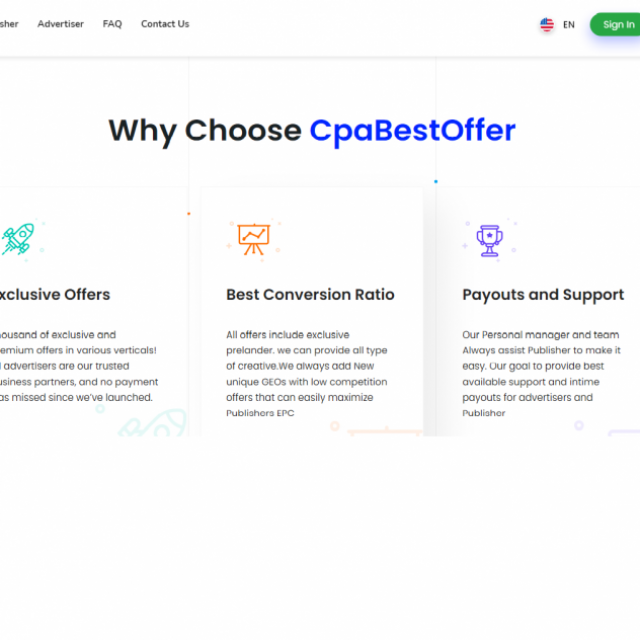 sher Advertiser FAQ Contact Us EN Sign In
Why Choose CpaBestOffer
xclusive Offers
ousand of exclusive and
emium offers in various verticals!
advertisers are our trusted
usiness partners, and no payment
as missed since we've launched.
Best Conversion Ratio
All offers include exclusive
prelander. we can provide all type
of creative.We always add New
unique GEOs with low competition
offers that can easily maximize
Publishers EPC
Payouts and Support
Our Personal manager and team
Always assist Publisher to make it
easy. Our goal to provide best
available support and intime
payouts for advertisers and
Publisher